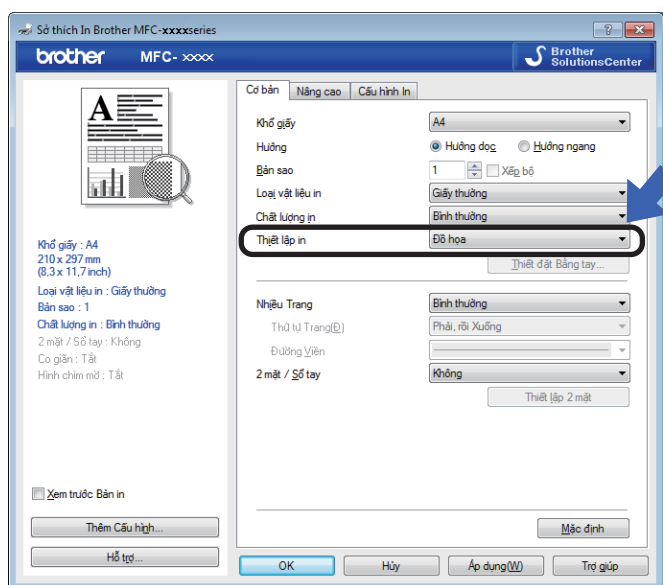 Sở thích In Brother MFC-xxxxseries
brother MFC- xxxx
Brother
SolutionsCenter
Cơ bản Nâng cao Cấu hình In
Khổ giấy A4
Hướng Hướng dọc Hướng ngang
Bản sao 1 Xếp bộ
Loại vật liệu in Giấy thường
Chất lượng in Bình thường
Thiết lập in Đồ họa
Thiết đặt Bằng tay...
Nhiều Trang Bình thường
Thứ tự Trang(Đ) Phải, rồi Xuống
Đường Viền
2 mặt / Sổ tay Không
Thiết lập 2 mặt
Khổ giấy : A4
210 x 297 mm
(8,3 x 11,7 inch)
Loại vật liệu in : Giấy thường
Bản sao : 1
Chất lượng in : Bình thường
2 mặt / Sổ tay : Không
Co giãn : Tắt
Hình chìm mờ : Tắt
Xem trước Bản in
Thêm Cấu hình...
Hỗ trợ...
Mặc định
OK Hủy Áp dụng(W) Trợ giúp